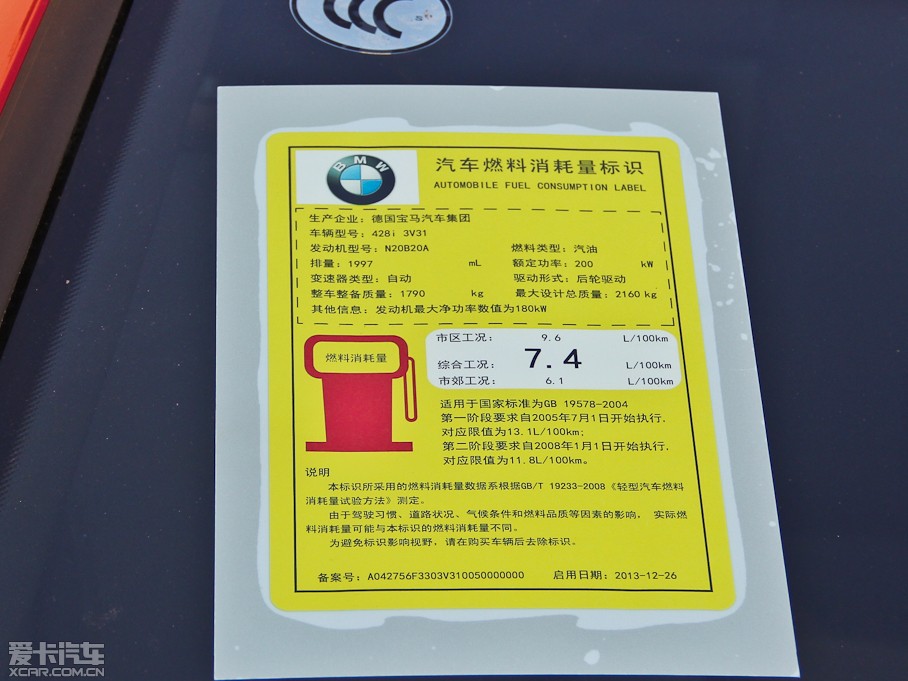 BMW
汽车燃料消耗量标识
AUTOMOBILE FUEL CONSUMPTION LABEL
生产企业：德国宝马汽车集团
车辆型号：428i 3V31
发动机型号：N20B20A 燃料类型：汽油
排量：1997 mL 额定功率：200 kW
变速器类型：自动 驱动形式：后轮驱动
整车整备质量：1790 kg 最大设计总质量：2160 kg
其他信息：发动机最大净功率数值为180kW
燃料消耗量
市区工况： 9.6 L/100km
综合工况： 7.4 L/100km
市郊工况： 6.1 L/100km
适用于国家标准为GB 19578-2004
第一阶段要求自2005年7月1日开始执行，
对应限值为13.1L/100km；
第二阶段要求自2008年1月1日开始执行，
对应限值为11.8L/100km。
说明
本标识所采用的燃料消耗量数据系根据GB/T 19233-2008《轻型汽车燃料
消耗量试验方法》测定。
由于驾驶习惯、道路状况、气候条件和燃料品质等因素的影响， 实际燃
料消耗量可能与本标识的燃料消耗量不同。
为避免标识影响视野，请在购买车辆后去除标识。
备案号：A042756F3303V310050000000 启用日期：2013-12-26
爱卡汽车
XCAR.COM.CN